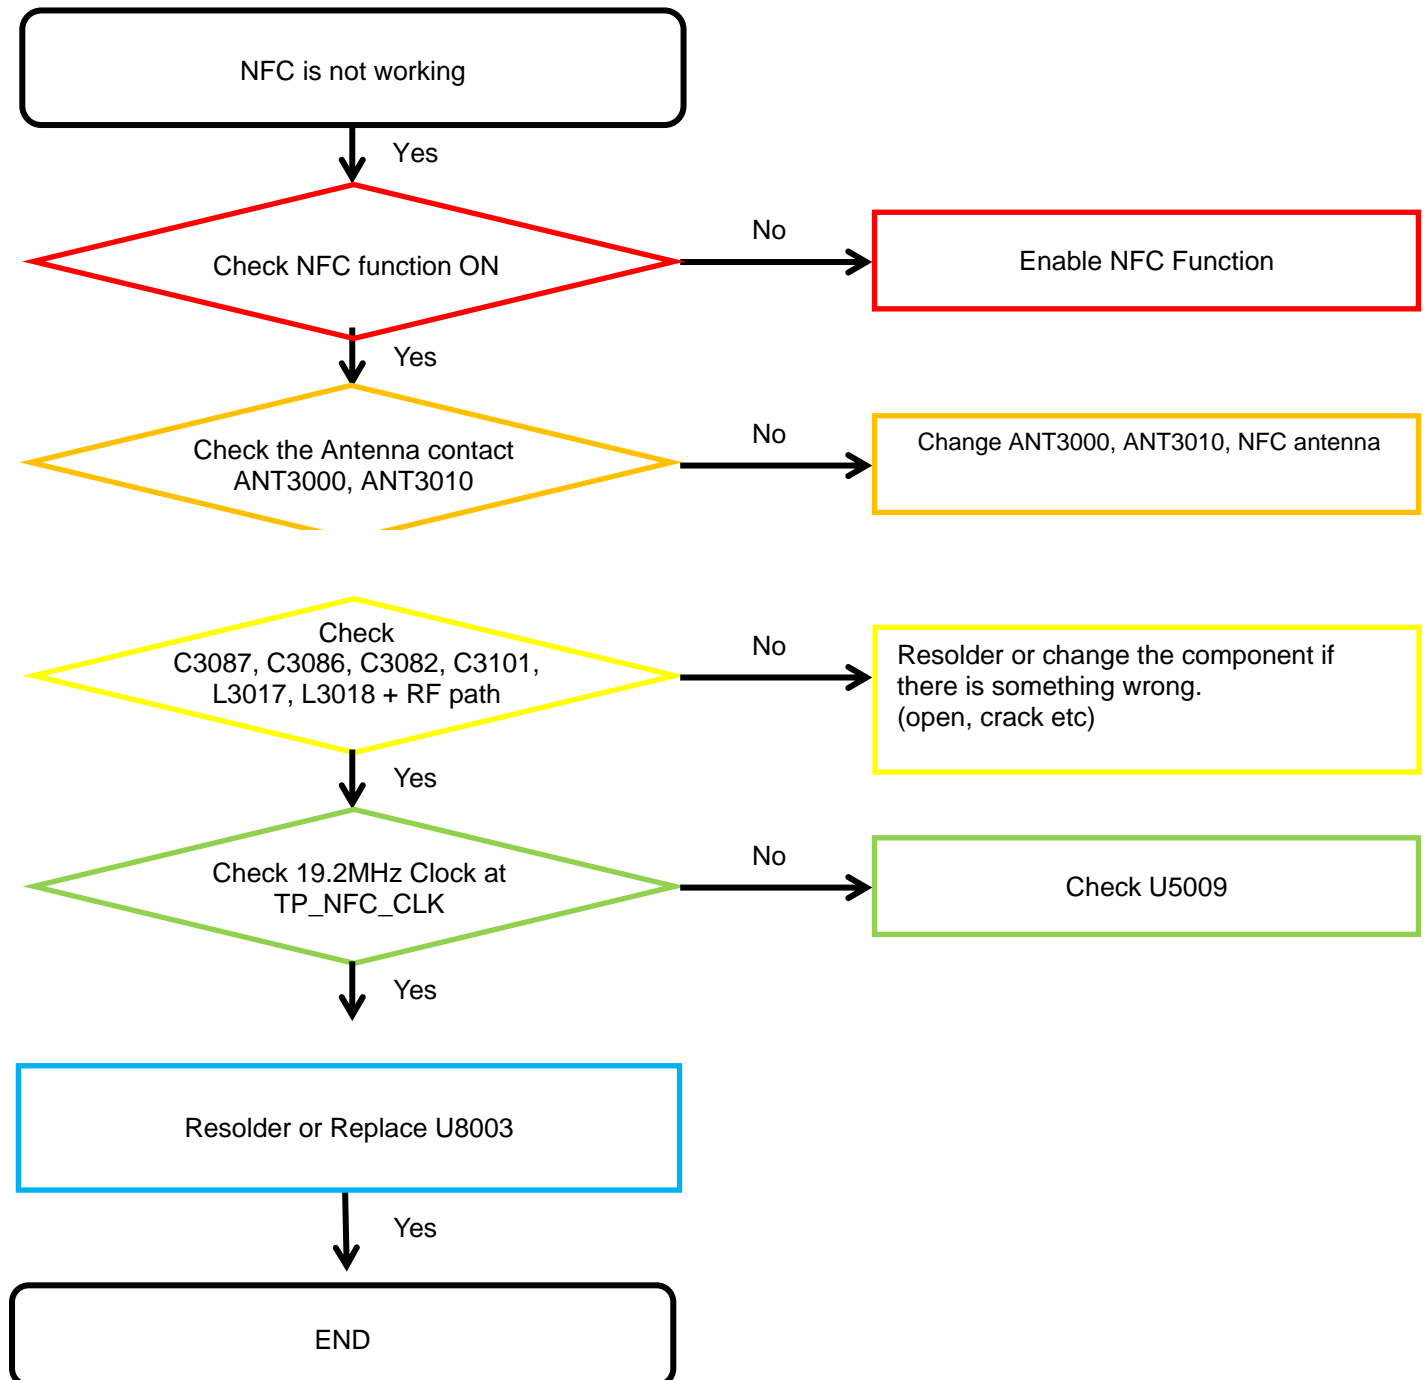 NFC is not working
Yes
Check NFC function ON
No
Enable NFC Function
Yes
Check the Antenna contact
ANT3000, ANT3010
No
Change ANT3000, ANT3010, NFC antenna
Check
C3087, C3086, C3082, C3101,
L3017, L3018 + RF path
No
Resolder or change the component if
there is something wrong.
(open, crack etc)
Yes
Check 19.2MHz Clock at
TP_NFC_CLK
No
Check U5009
Yes
Resolder or Replace U8003
Yes
END